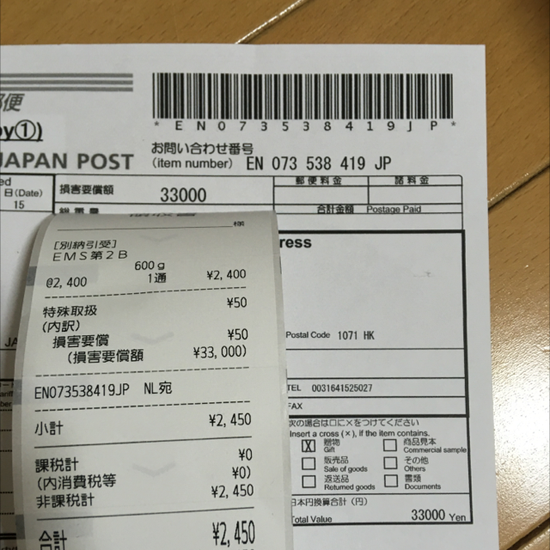 便
py①)
JAPAN POST
* E N 0 7 3 5 3 8 4 1 9 J P *
お問い合わせ番号
(item number) EN 073 538 419 JP
日(Date)
15
損害要償額
33000
郵便料金
諸料金
合計金額 Postage Paid
様
[別納引受]
EMS第2B
600g
@2,400 1通 ¥2,400
特殊取扱 ¥50
(内訳)
損害要償 ¥50
(損害要償額 ¥33,000)
EN073538419JP NL宛
小計 ¥2,450
課税計 ¥0
(内消費税等 ¥0)
非課税計 ¥2,450
合計 ¥2,450
ress
Postal Code 1071 HK
TEL 0031641525027
FAX
次の場合は口に×をつけてください
Insert a cross (×), if the item contains.
X 贈物
Gift
商品見本
Commercial sample
販売品
Sale of goods
その他
Others
返送品
Returned goods
書類
Documents
日本円換算合計 (円)
Total Value 33000 Yen